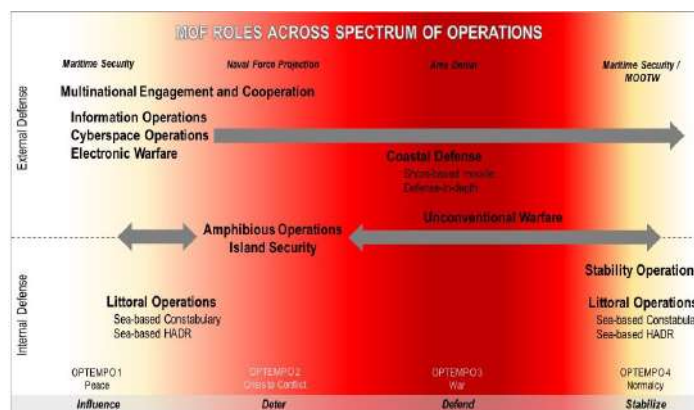 MOF ROLES ACROSS SPECTRUM OF OPERATIONS
Maritime Security
Naval Force Projection
Area Denial
Maritime Security /
MOOTW
External Defense
Multinational Engagement and Cooperation
Information Operations
Cyberspace Operations
Electronic Warfare
Coastal Defense
Shore-based missile
Defense-in-depth
Unconventional Warfare
Amphibious Operations
Island Security
Internal Defense
Stability Operation
Littoral Operations
Sea-based Constabulary
Sea-based HADR
Littoral Operations
Sea-based Constabula
Sea-based HADR
OPTEMPO1
Peace
OPTEMPO2
Crisis to Conflict
OPTEMPO3
War
OPTEMPO4
Normalcy
Influence
Deter
Defend
Stabilize